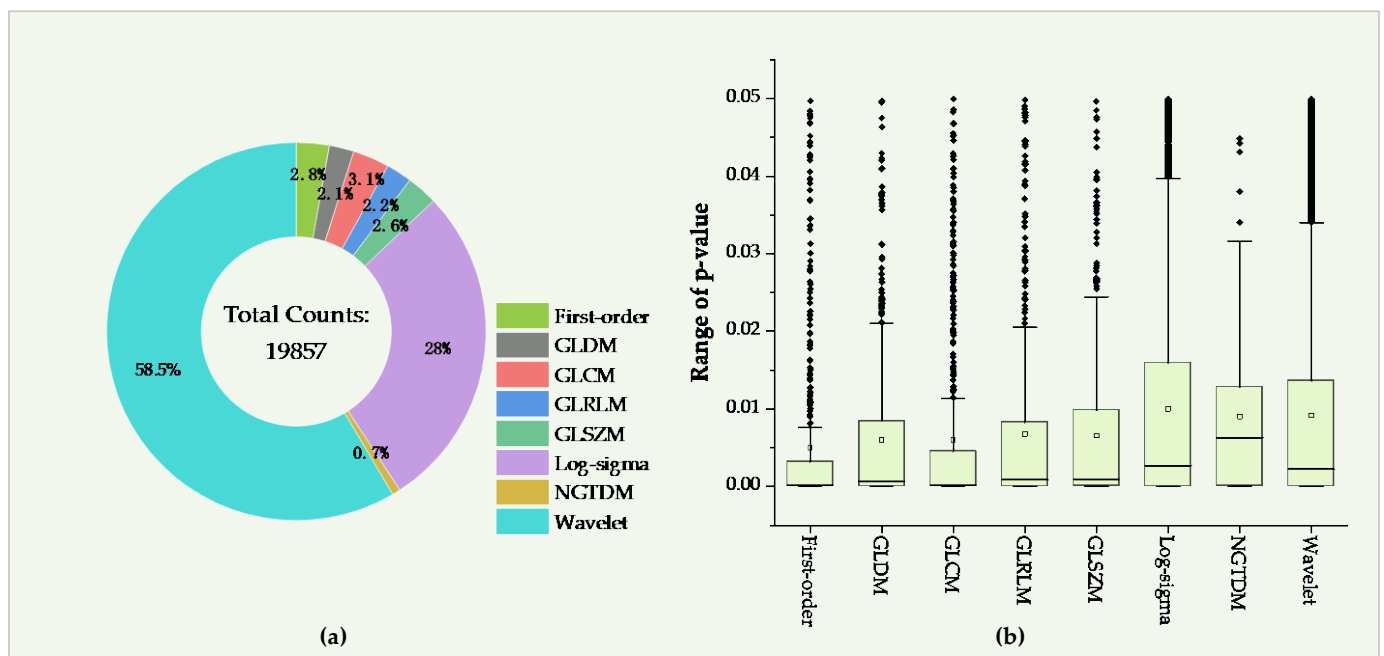 2.8%
2.1%
3.1%
2.2%
2.6%
28%
0.7%
58.5%
Total Counts:
19857
First-order
GLDM
GLCM
GLRLM
GLSZM
Log-sigma
NGTDM
Wavelet
(a)
Range of p-value
0.05
0.04
0.03
0.02
0.01
0.00
First-order
GLDM
GLCM
GLRLM
GLSZM
Log-sigma
NGTDM
Wavelet
(b)